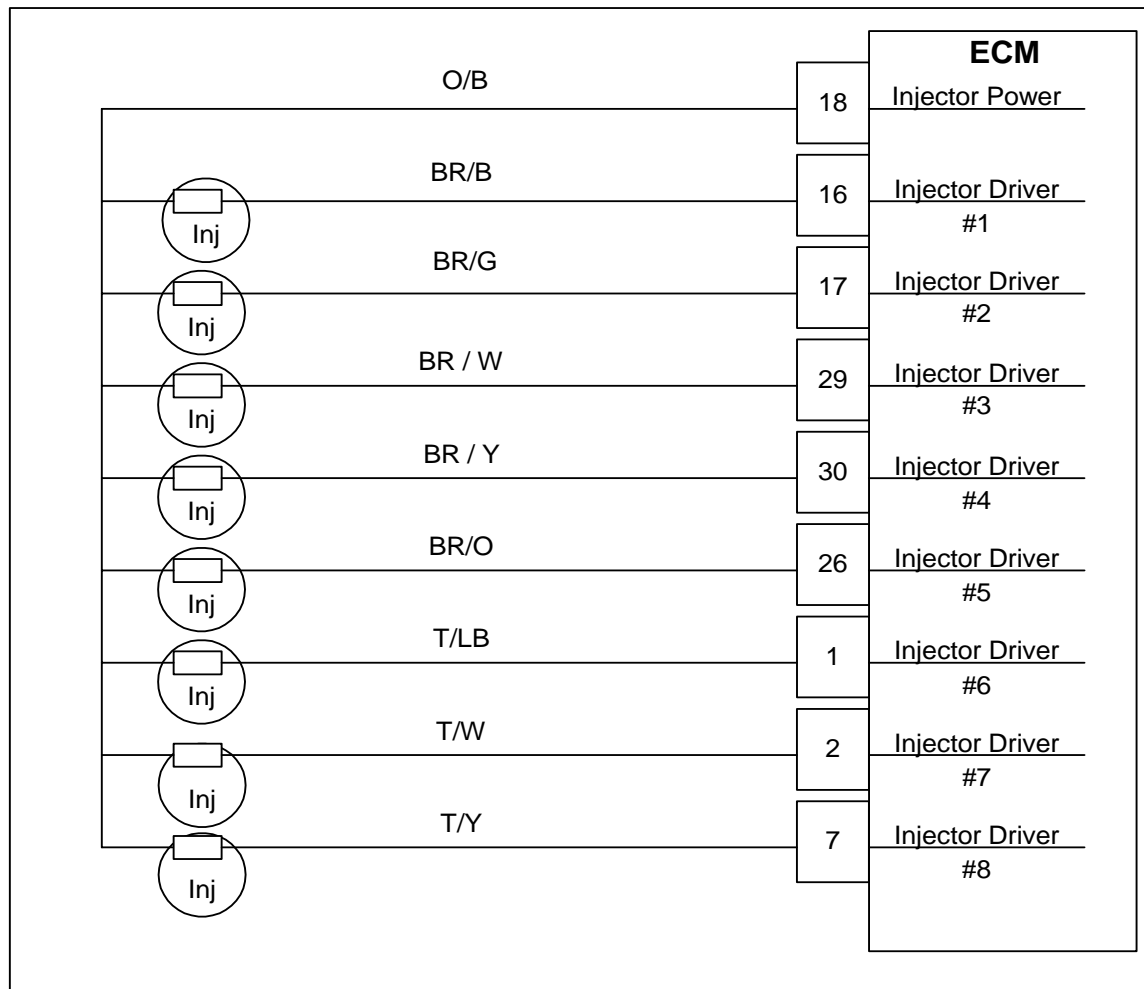 ECM
O/B
18
Injector Power
BR/B
16
Injector Driver
#1
Inj
BR/G
17
Injector Driver
#2
Inj
BR / W
29
Injector Driver
#3
Inj
BR / Y
30
Injector Driver
#4
Inj
BR/O
26
Injector Driver
#5
Inj
T/LB
1
Injector Driver
#6
Inj
T/W
2
Injector Driver
#7
Inj
T/Y
7
Injector Driver
#8
Inj